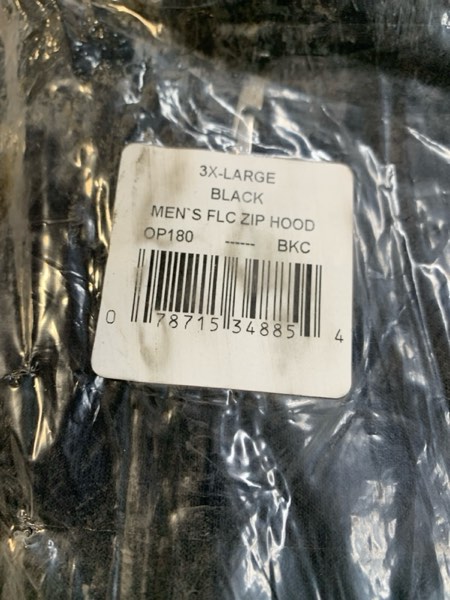 3X-LARGE
BLACK
MEN`S FLC ZIP HOOD
OP180 ------ BKC
0 78715 34885 4